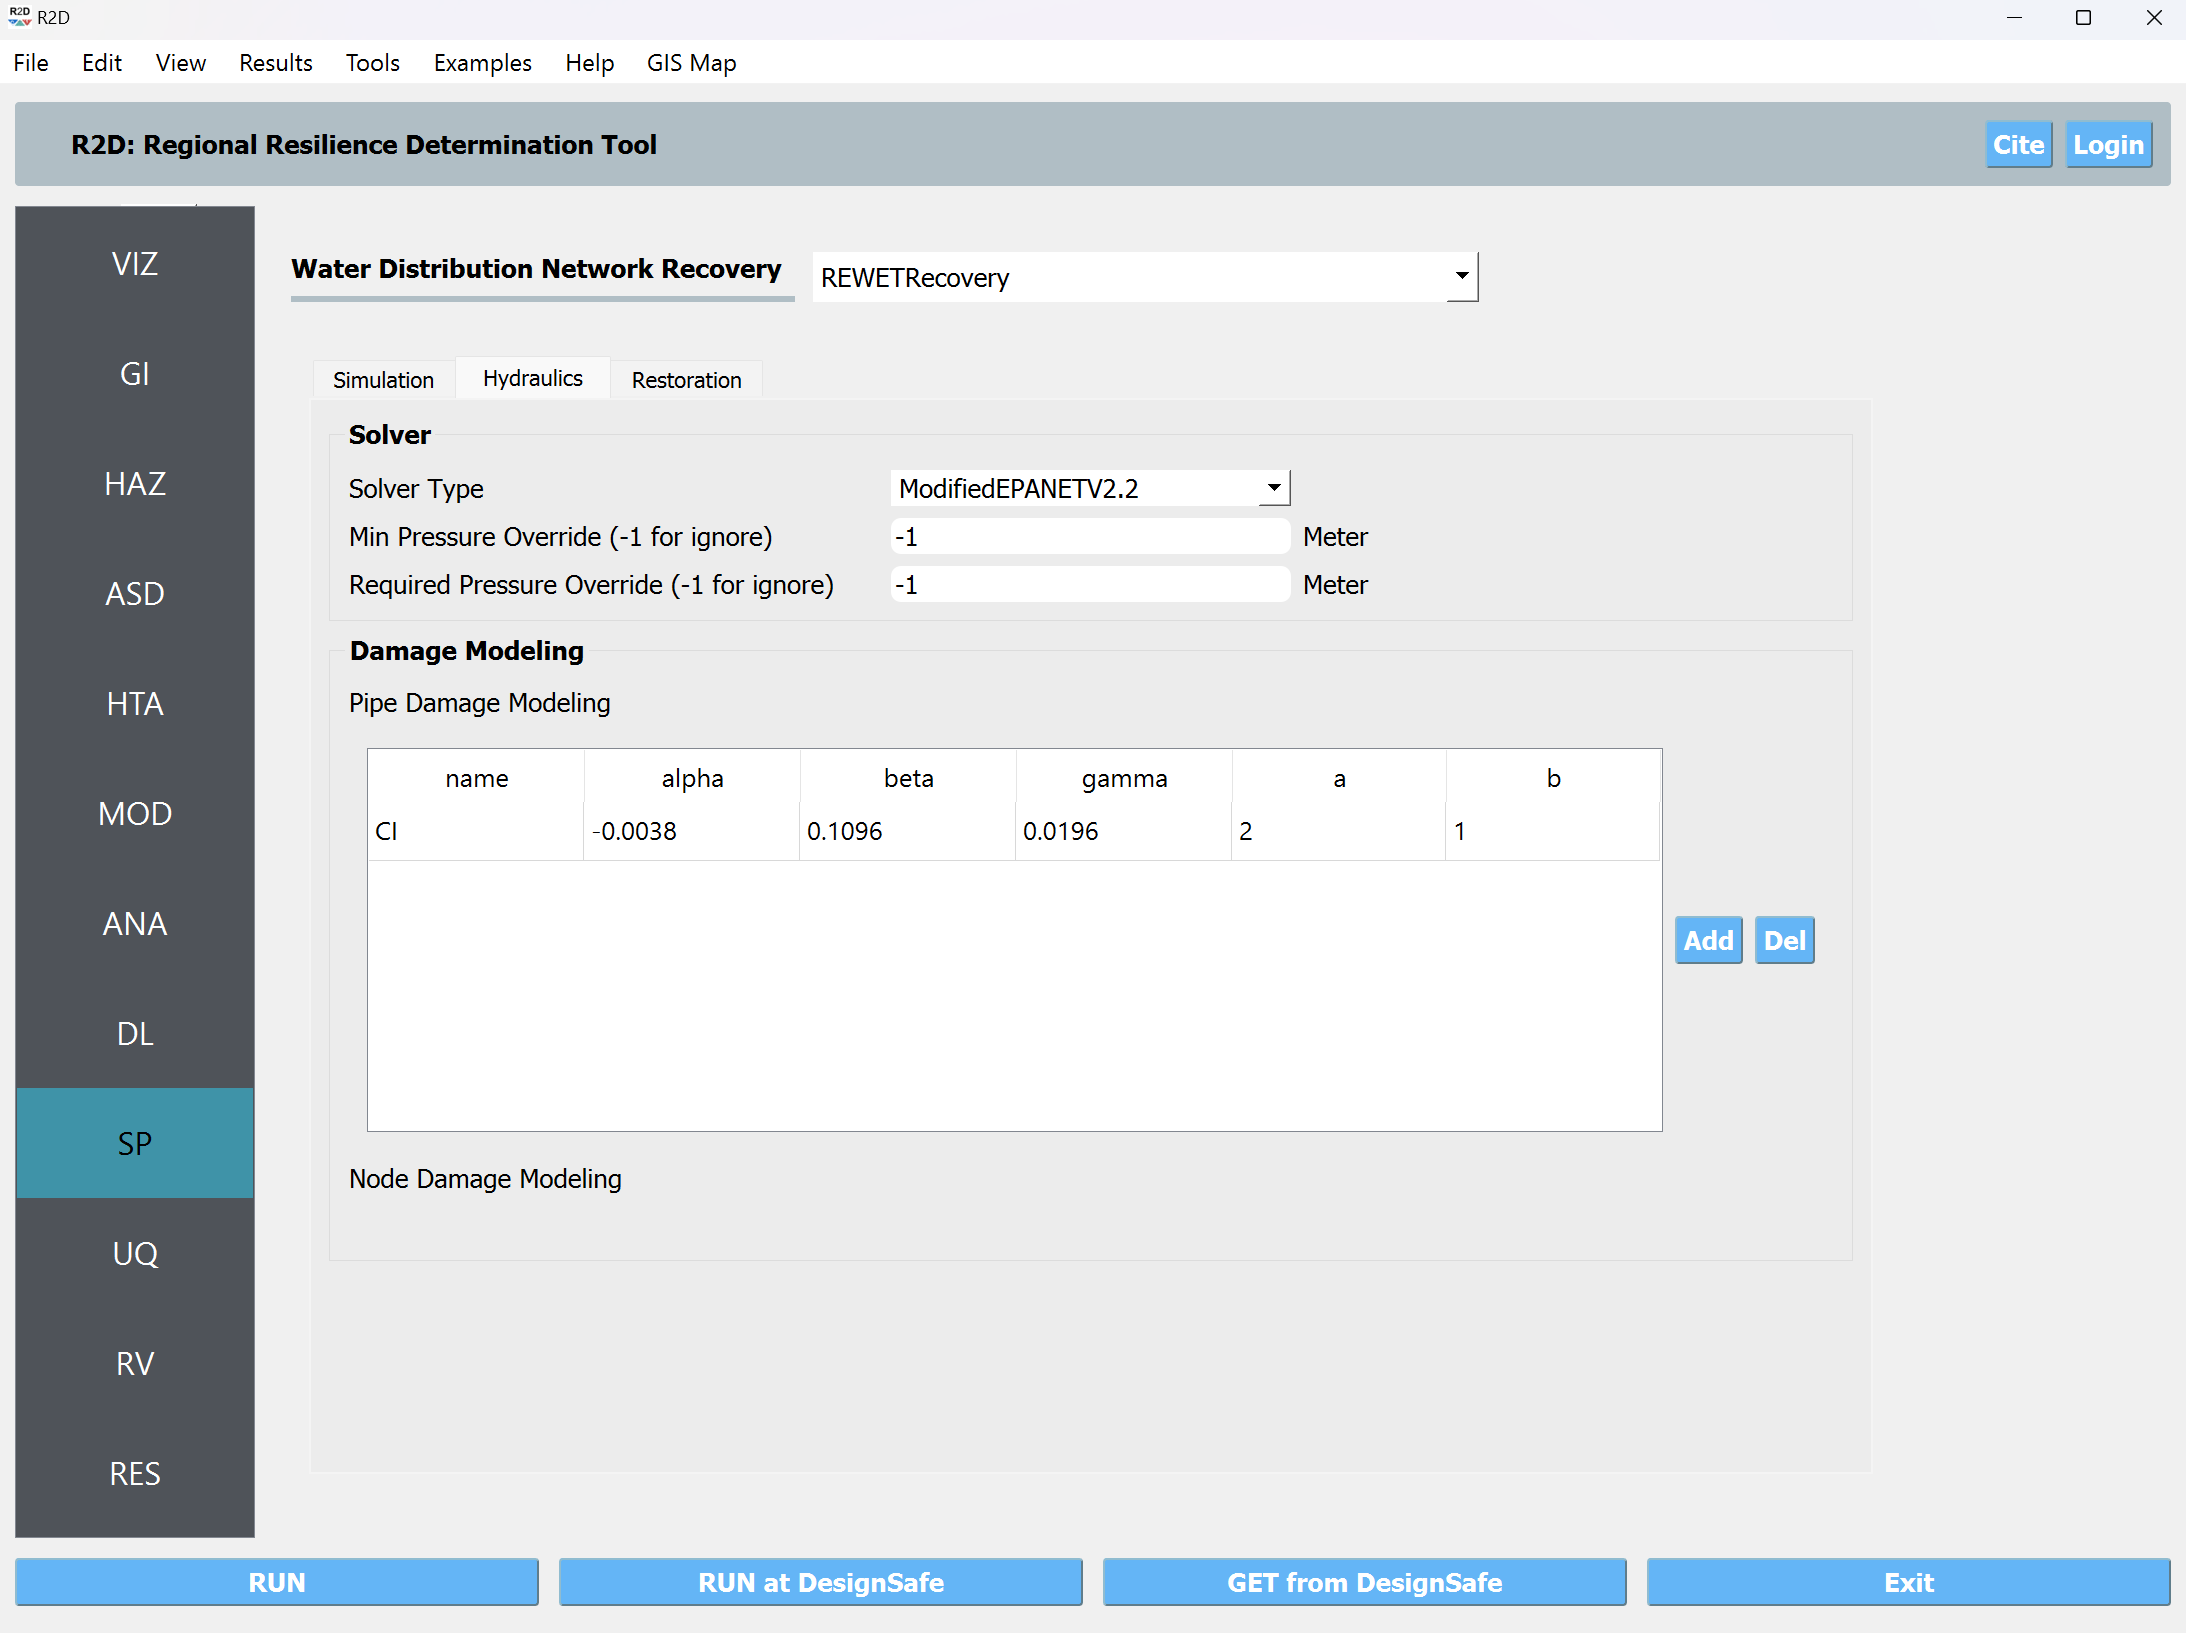 R2D R2D
File Edit View Results Tools Examples Help GIS Map
R2D: Regional Resilience Determination Tool Cite Login
VIZ
GI
HAZ
ASD
HTA
MOD
ANA
DL
SP
UQ
RV
RES
Water Distribution Network Recovery REWETRecovery
Simulation Hydraulics Restoration
Solver
Solver Type ModifiedEPANETV2.2
Min Pressure Override (-1 for ignore) -1 Meter
Required Pressure Override (-1 for ignore) -1 Meter
Damage Modeling
Pipe Damage Modeling
name alpha beta gamma a b
CI -0.0038 0.1096 0.0196 2 1
Add Del
Node Damage Modeling
RUN RUN at DesignSafe GET from DesignSafe Exit